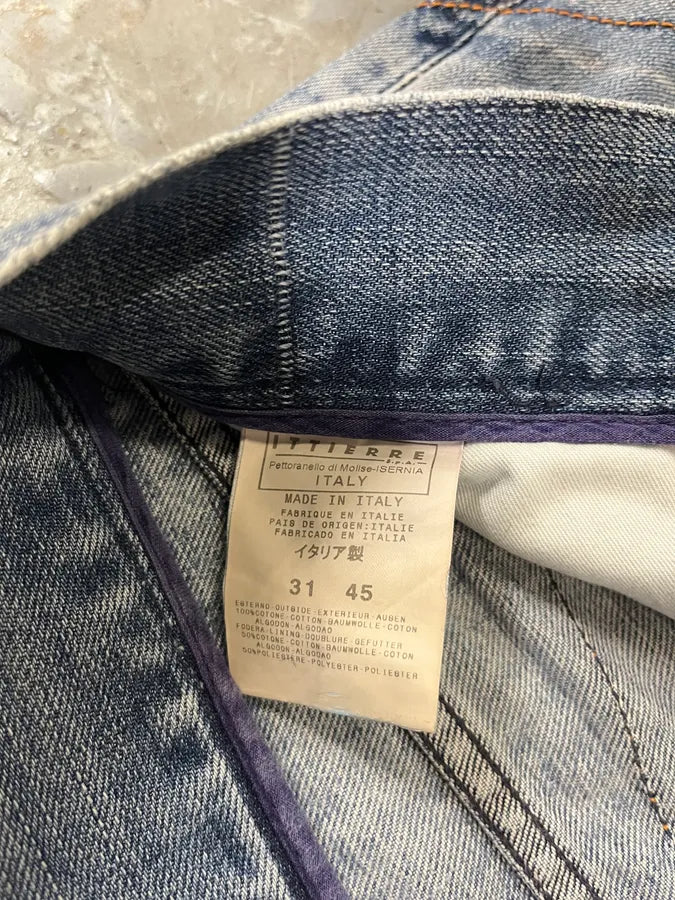 ITTIERRE
S.P.A.
Pettoranello di Molise-ISERNIA
ITALY
MADE IN ITALY
FABRIQUE EN ITALIE
PAIS DE ORIGEN:ITALIE
FABRICADO EN ITALIA
イタリア製
31 45
ESTERNO-OUTSIDE-EXTERIEUR-AUßEN
100%COTONE-COTTON-BAUMWOLLE-COTON
ALGODON-ALGODAO
FODERA-LINING-DOUBLURE-GEFUTTER
50%COTONE-COTTON-BAUMWOLLE-COTON
ALGODON-ALGODAO
50%POLIESTERE-POLYESTER-POLIESTER